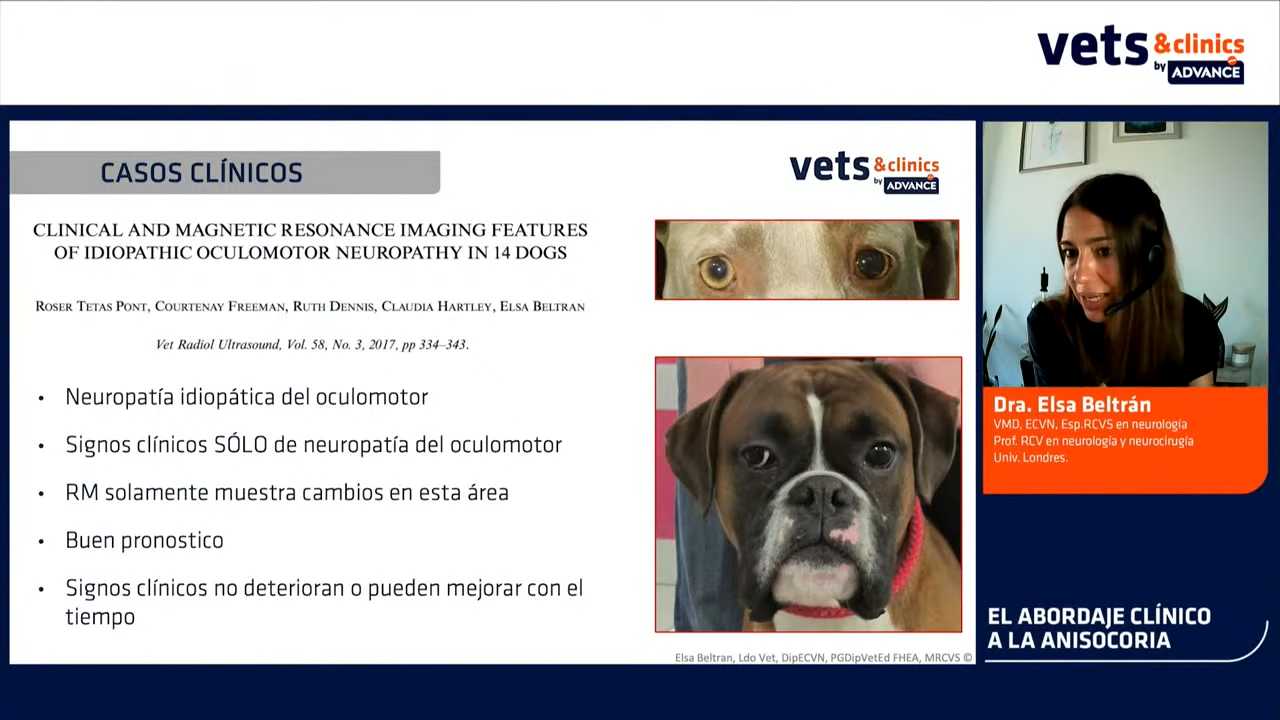 vets &clinics
by ADVANCE
CASOS CLÍNICOS
vets &clinics
by ADVANCE
CLINICAL AND MAGNETIC RESONANCE IMAGING FEATURES
OF IDIOPATHIC OCULOMOTOR NEUROPATHY IN 14 DOGS
ROSER TETAS PONT, COURTENAY FREEMAN, RUTH DENNIS, CLAUDIA HARTLEY, ELSA BELTRAN
Vet Radiol Ultrasound, Vol. 58, No. 3, 2017, pp 334–343.
• Neuropatía idiopática del oculomotor
• Signos clínicos SÓLO de neuropatía del oculomotor
• RM solamente muestra cambios en esta área
• Buen pronostico
• Signos clínicos no deterioran o pueden mejorar con el
tiempo
Elsa Beltran, Ldo Vet, DipECVN, PGDipVetEd FHEA, MRCVS ©
Dra. Elsa Beltrán
VMD, ECVN, Esp.RCVS en neurología
Prof. RCV en neurología y neurocirugía
Univ. Londres.
EL ABORDAJE CLÍNICO
A LA ANISOCORIA